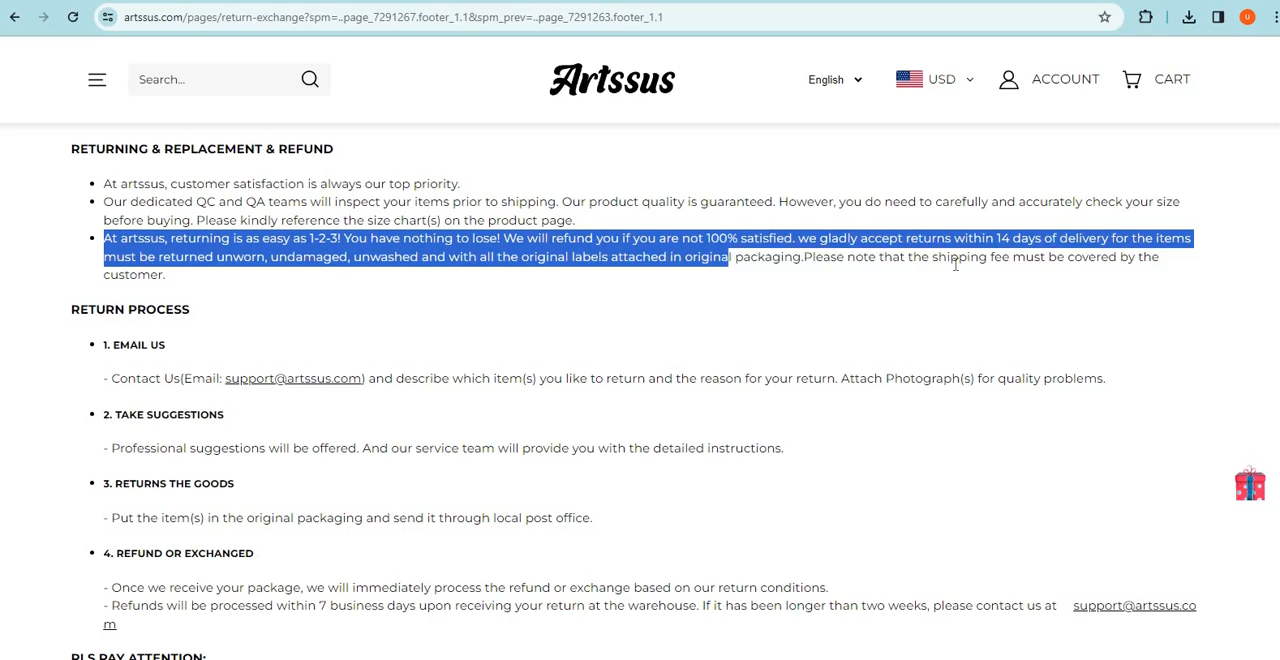 artssus.com/pages/return-exchange?spm=..page_7291267.footer_1.1&spm_prev=..page_7291263.footer_1.1
u
Search...
Artssus
English
USD
ACCOUNT
CART
RETURNING & REPLACEMENT & REFUND
At artssus, customer satisfaction is always our top priority.
Our dedicated QC and QA teams will inspect your items prior to shipping. Our product quality is guaranteed. However, you do need to carefully and accurately check your size
before buying. Please kindly reference the size chart(s) on the product page.
At artssus, returning is as easy as 1-2-3! You have nothing to lose! We will refund you if you are not 100% satisfied. we gladly accept returns within 14 days of delivery for the items
must be returned unworn, undamaged, unwashed and with all the original labels attached in original packaging.Please note that the shipping fee must be covered by the
customer.
RETURN PROCESS
1. EMAIL US
- Contact Us(Email: support@artssus.com) and describe which item(s) you like to return and the reason for your return. Attach Photograph(s) for quality problems.
2. TAKE SUGGESTIONS
- Professional suggestions will be offered. And our service team will provide you with the detailed instructions.
3. RETURNS THE GOODS
- Put the item(s) in the original packaging and send it through local post office.
4. REFUND OR EXCHANGED
- Once we receive your package, we will immediately process the refund or exchange based on our return conditions.
- Refunds will be processed within 7 business days upon receiving your return at the warehouse. If it has been longer than two weeks, please contact us at support@artssus.co
m
PLS PAY ATTENTION: